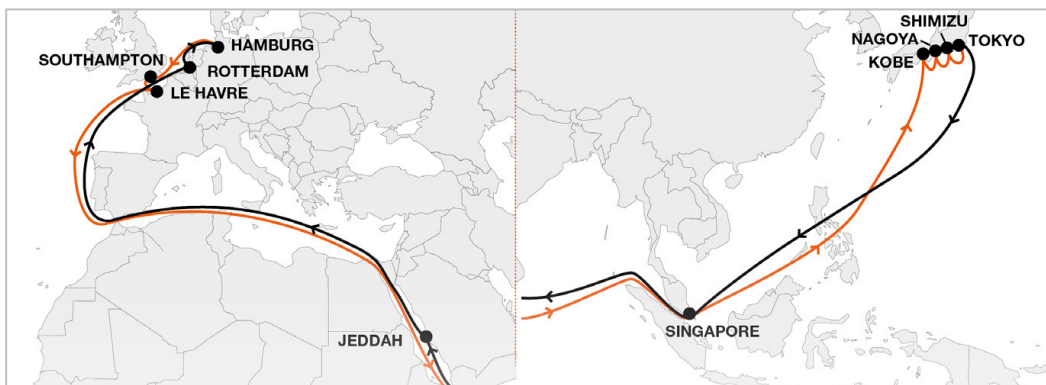 HAMBURG
SOUTHAMPTON
ROTTERDAM
LE HAVRE
JEDDAH
SHIMIZU
NAGOYA
TOKYO
KOBE
SINGAPORE